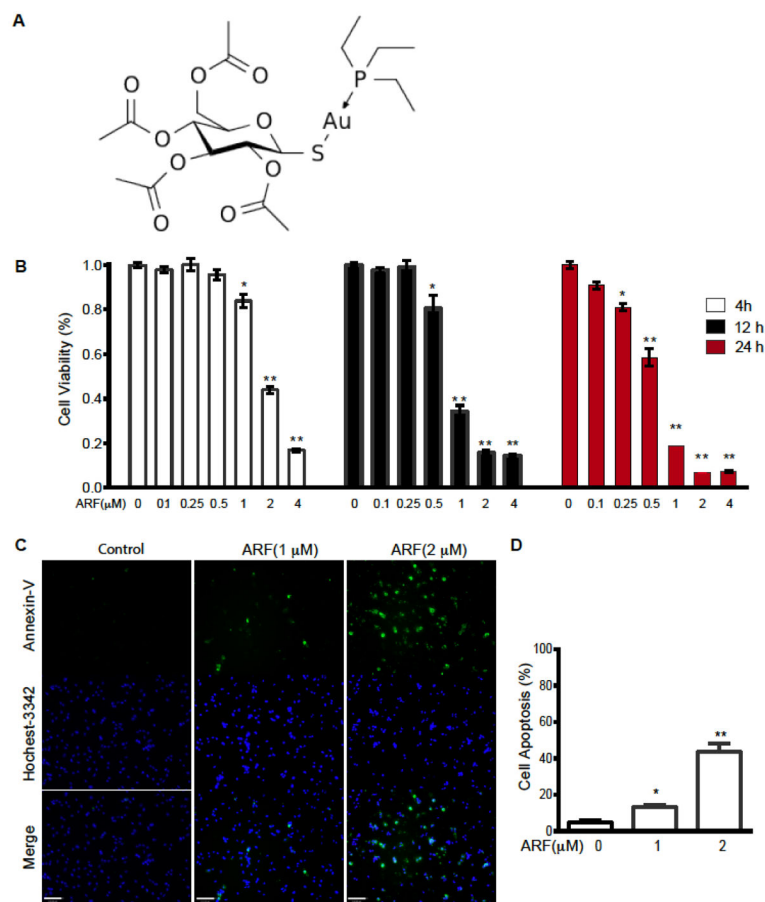 A
O
O
O
O
P
O
O
Au
O
O
S
O
O
O
B
1.0
0.8
0.6
0.4
0.2
0.0
Cell Viability (%)
*
**
**
*
**
**
**
*
**
**
**
**
4h
12 h
24 h
ARF(μM) 0 01 0.25 0.5 1 2 4 0 0.1 0.25 0.5 1 2 4 0 0.1 0.25 0.5 1 2 4
C
Control ARF(1 μM) ARF(2 μM)
Annexin-V
Hochest-3342
Merge
D
100
80
60
40
20
0
Cell Apoptosis (%)
*
**
ARF(μM) 0 1 2